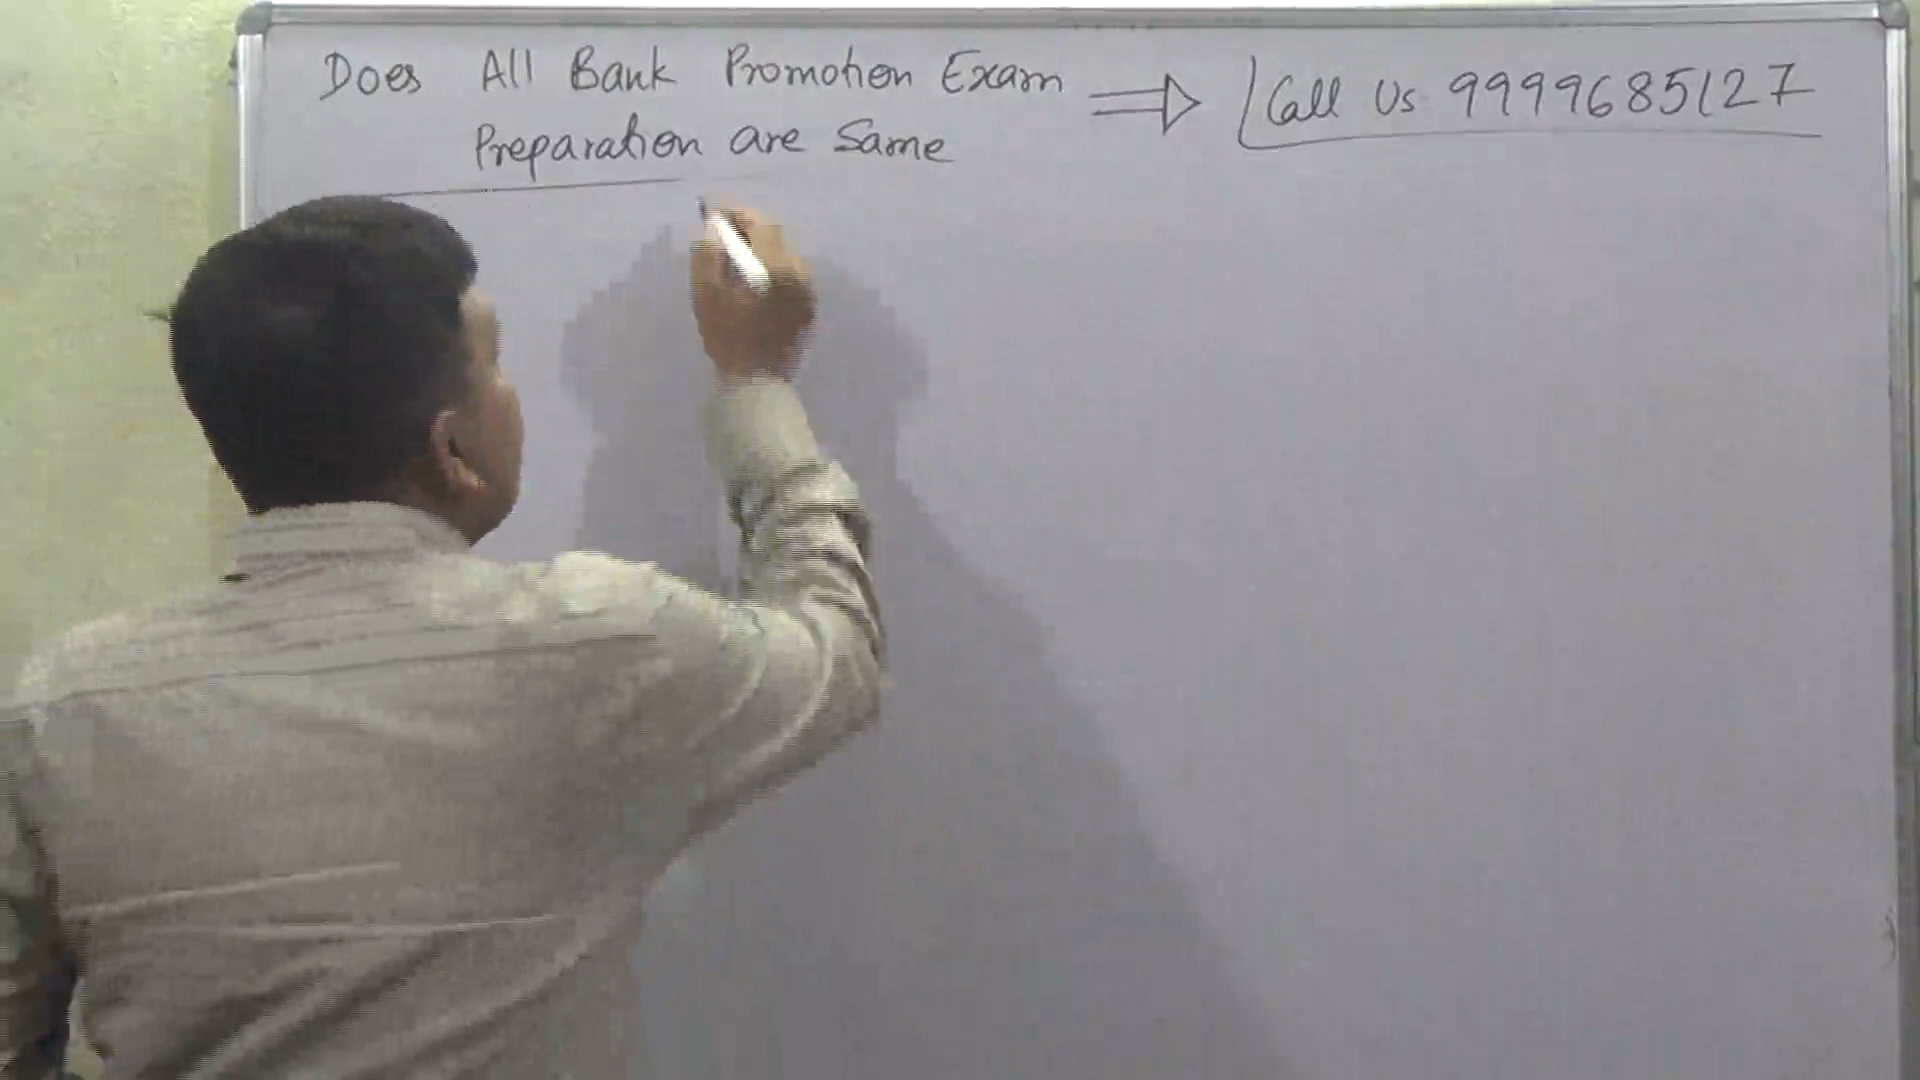 Does All Bank Promotion Exam
Preparation are Same
Call Us 9999685127